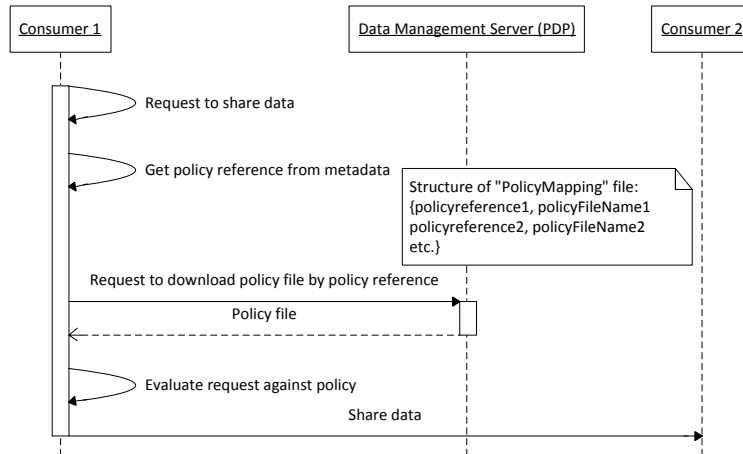 Consumer 1
Data Management Server (PDP)
Consumer 2
Request to share data
Get policy reference from metadata
Structure of "PolicyMapping" file:
{policyreference1, policyFileName1
policyreference2, policyFileName2
etc.}
Request to download policy file by policy reference
Policy file
Evaluate request against policy
Share data